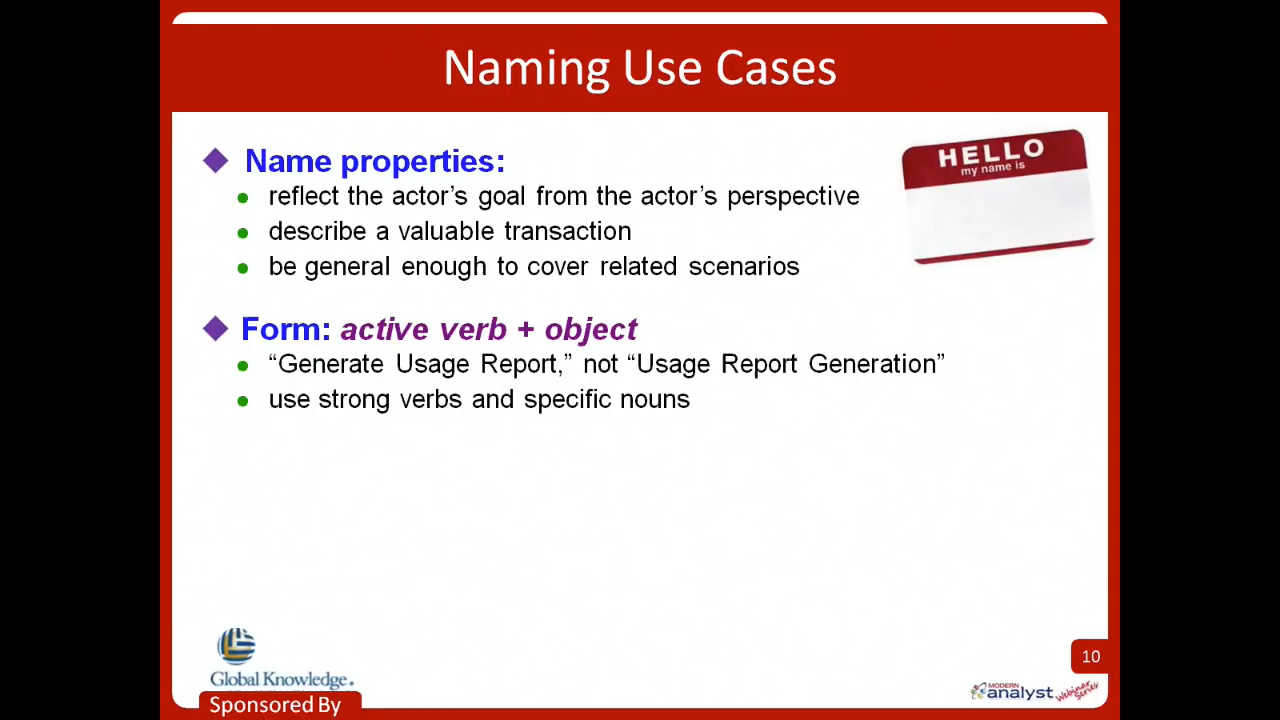 Naming Use Cases
HELLO
my name is
Name properties:
reflect the actor’s goal from the actor’s perspective
describe a valuable transaction
be general enough to cover related scenarios
Form: active verb + object
“Generate Usage Report,” not “Usage Report Generation”
use strong verbs and specific nouns
Global Knowledge.
Sponsored By
10
MODERN
analyst
Webinar
Series